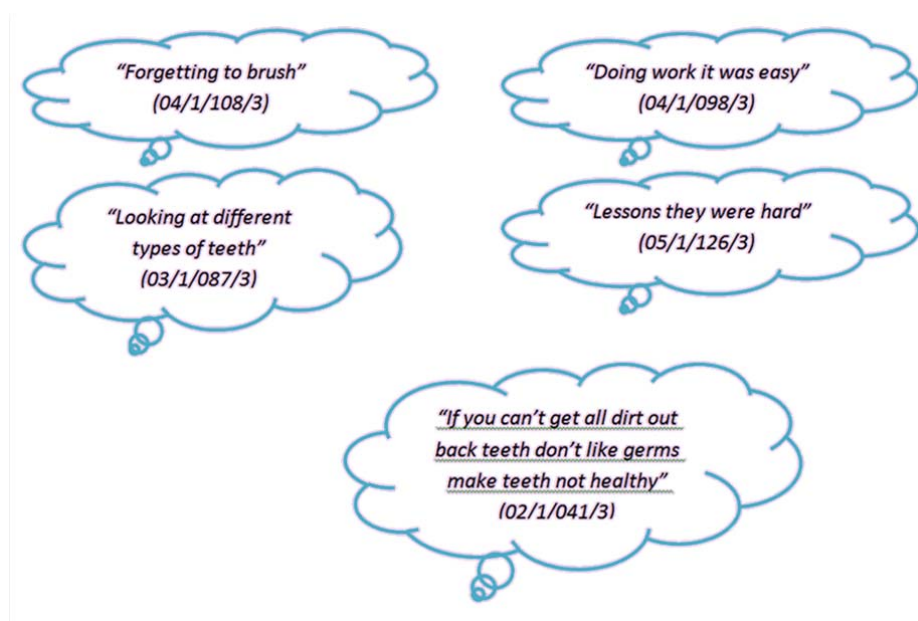 “Forgetting to brush”
(04/1/108/3)
“Doing work it was easy”
(04/1/098/3)
“Looking at different
types of teeth”
(03/1/087/3)
“Lessons they were hard”
(05/1/126/3)
“If you can’t get all dirt out
back teeth don’t like germs
make teeth not healthy”
(02/1/041/3)